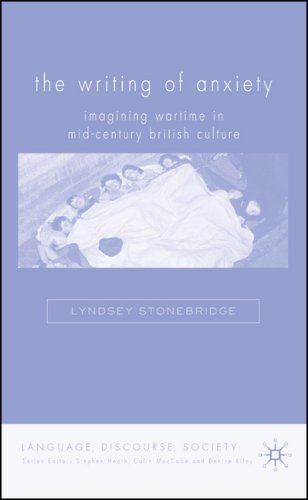 the writing of anxiety
imagining wartime in
mid-century british culture
LYNDSEY STONEBRIDGE
LANGUAGE, DISCOURSE, SOCIETY
Series Editors Stephen Heath, Colin MacCabe and Denise Riley